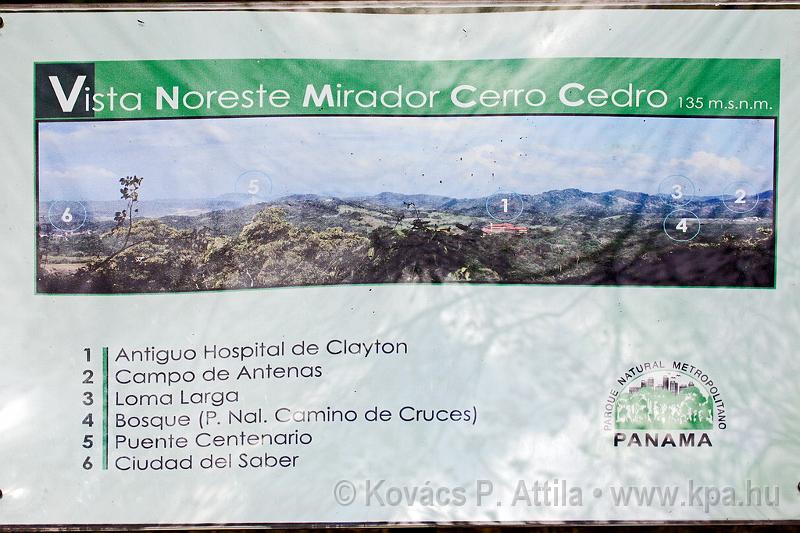 Vista Noreste Mirador Cerro Cedro 135 m.s.n.m.
5
6
1
3
2
4
1 Antiguo Hospital de Clayton
2 Campo de Antenas
3 Loma Larga
4 Bosque (P. Nal. Camino de Cruces)
5 Puente Centenario
6 Ciudad del Saber
PARQUE NATURAL METROPOLITANO
PANAMA
© Kovács P. Attila • www.kpa.hu